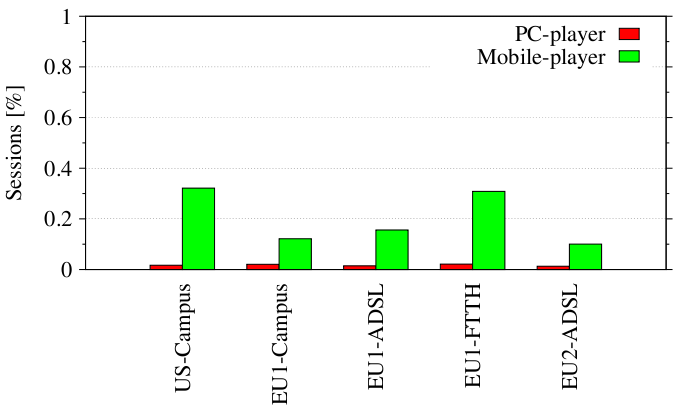 PC-player
Mobile-player
Sessions [%]
1
0.8
0.6
0.4
0.2
0
US-Campus
EU1-Campus
EU1-ADSL
EU1-FTTH
EU2-ADSL